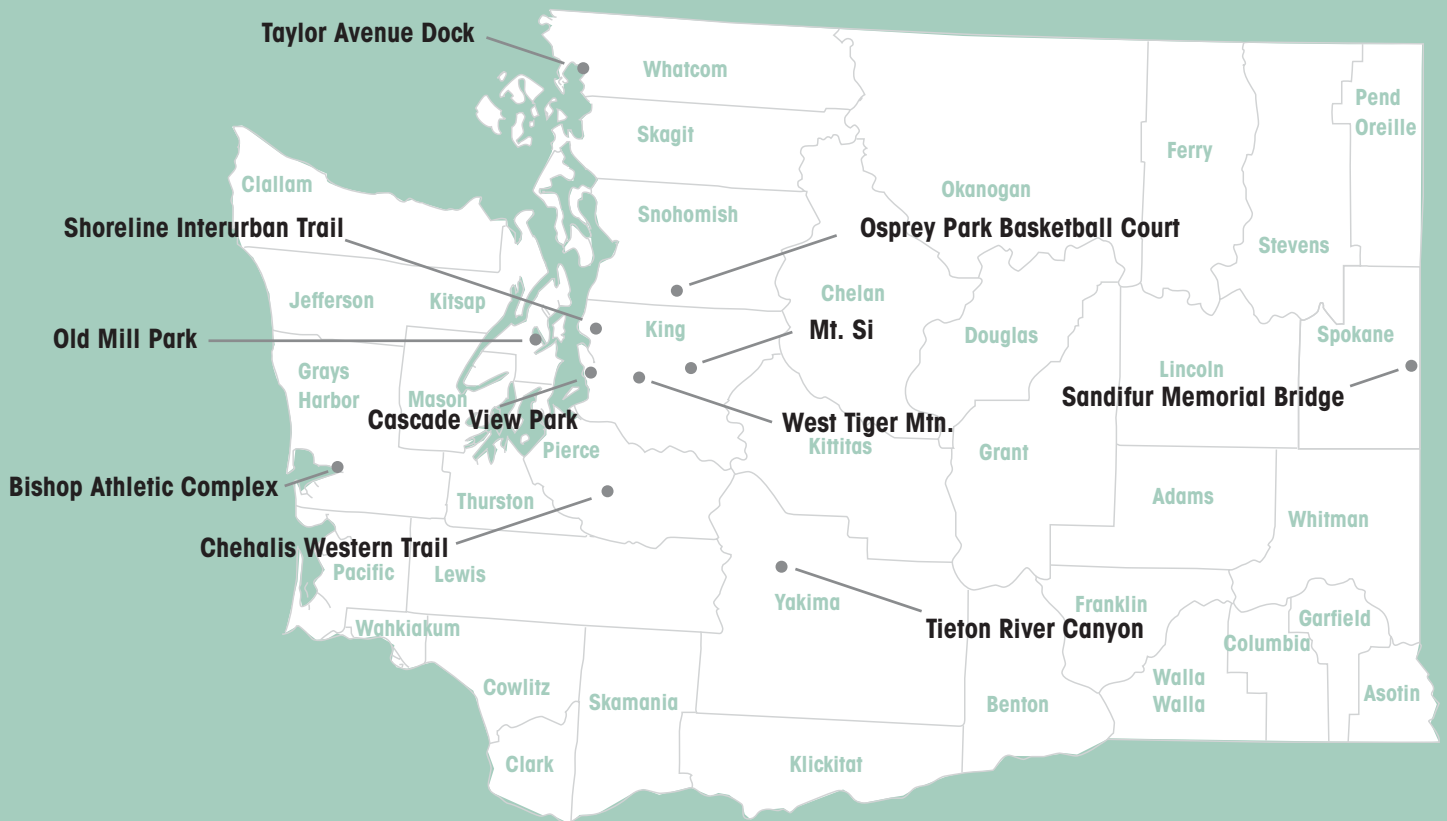 Taylor Avenue Dock
Whatcom
Pend
Oreille
Skagit
Ferry
Clallam
Okanogan
Snohomish
Shoreline Interurban Trail
Osprey Park Basketball Court
Stevens
Jefferson
Kitsap
Chelan
King
Mt. Si
Old Mill Park
Douglas
Spokane
Grays
Harbor
Mason
Lincoln
Sandifur Memorial Bridge
Cascade View Park
West Tiger Mtn.
Kittitas
Pierce
Grant
Bishop Athletic Complex
Thurston
Adams
Whitman
Chehalis Western Trail
Pacific
Lewis
Yakima
Franklin
Garfield
Wahkiakum
Tieton River Canyon
Columbia
Cowlitz
Skamania
Benton
Walla
Walla
Asotin
Clark
Klickitat